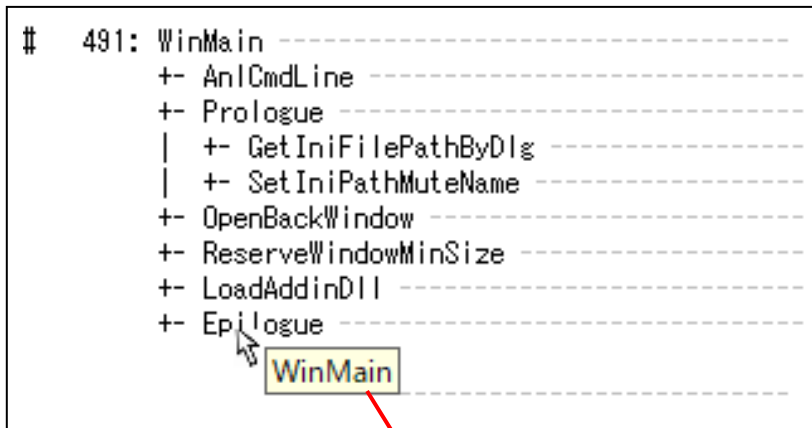 # 491: WinMain --------------------------------
+- AnlCmdLine ----------------------------
+- Prologue ------------------------------
| +- GetIniFilePathByDlg -----------------
| +- SetIniPathMuteName ------------------
+- OpenBackWindow ------------------------
+- ReserveWindowMinSize ------------------
+- LoadAddinDll --------------------------
+- Epilogue ------------------------------
WinMain